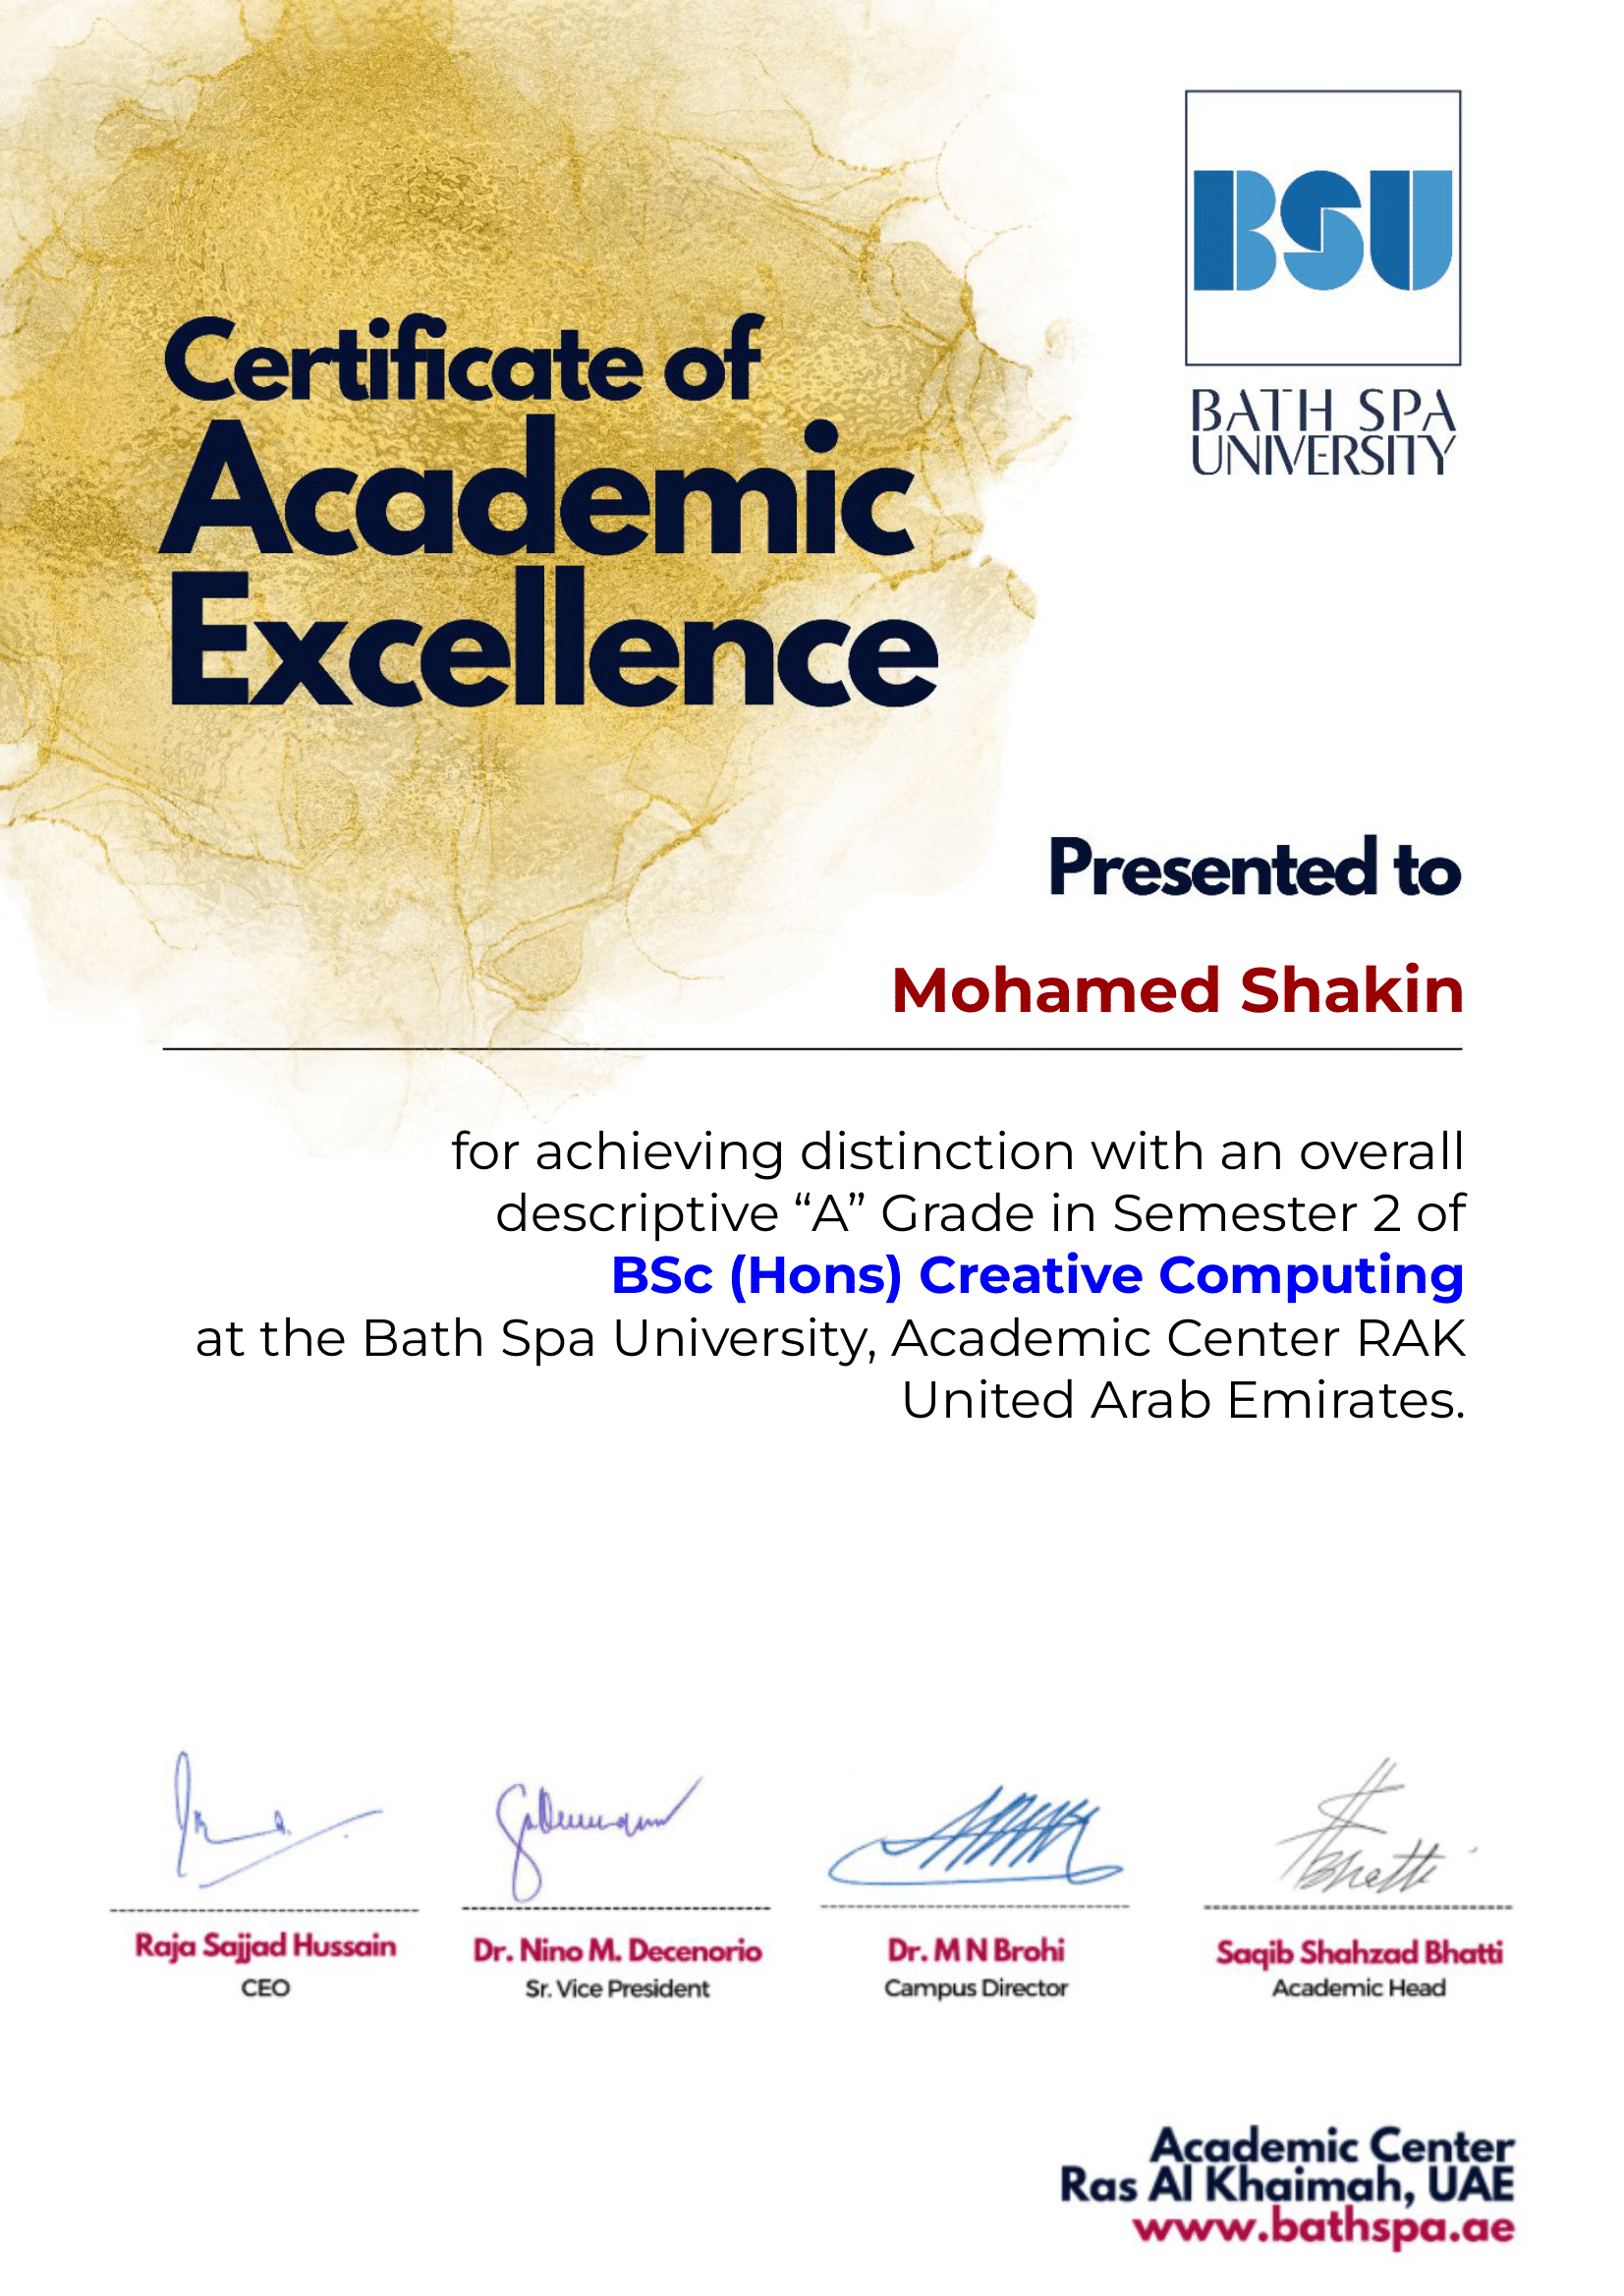 BSU
BATH SPA
UNIVERSITY
Certificate of
Academic
Excellence
Presented to
Mohamed Shakin
for achieving distinction with an overall
descriptive “A” Grade in Semester 2 of
BSc (Hons) Creative Computing
at the Bath Spa University, Academic Center RAK
United Arab Emirates.
Bhatti
Raja Sajjad Hussain
CEO
Dr. Nino M. Decenorio
Sr. Vice President
Dr. M N Brohi
Campus Director
Saqib Shahzad Bhatti
Academic Head
Academic Center
Ras Al Khaimah, UAE
www.bathspa.ae